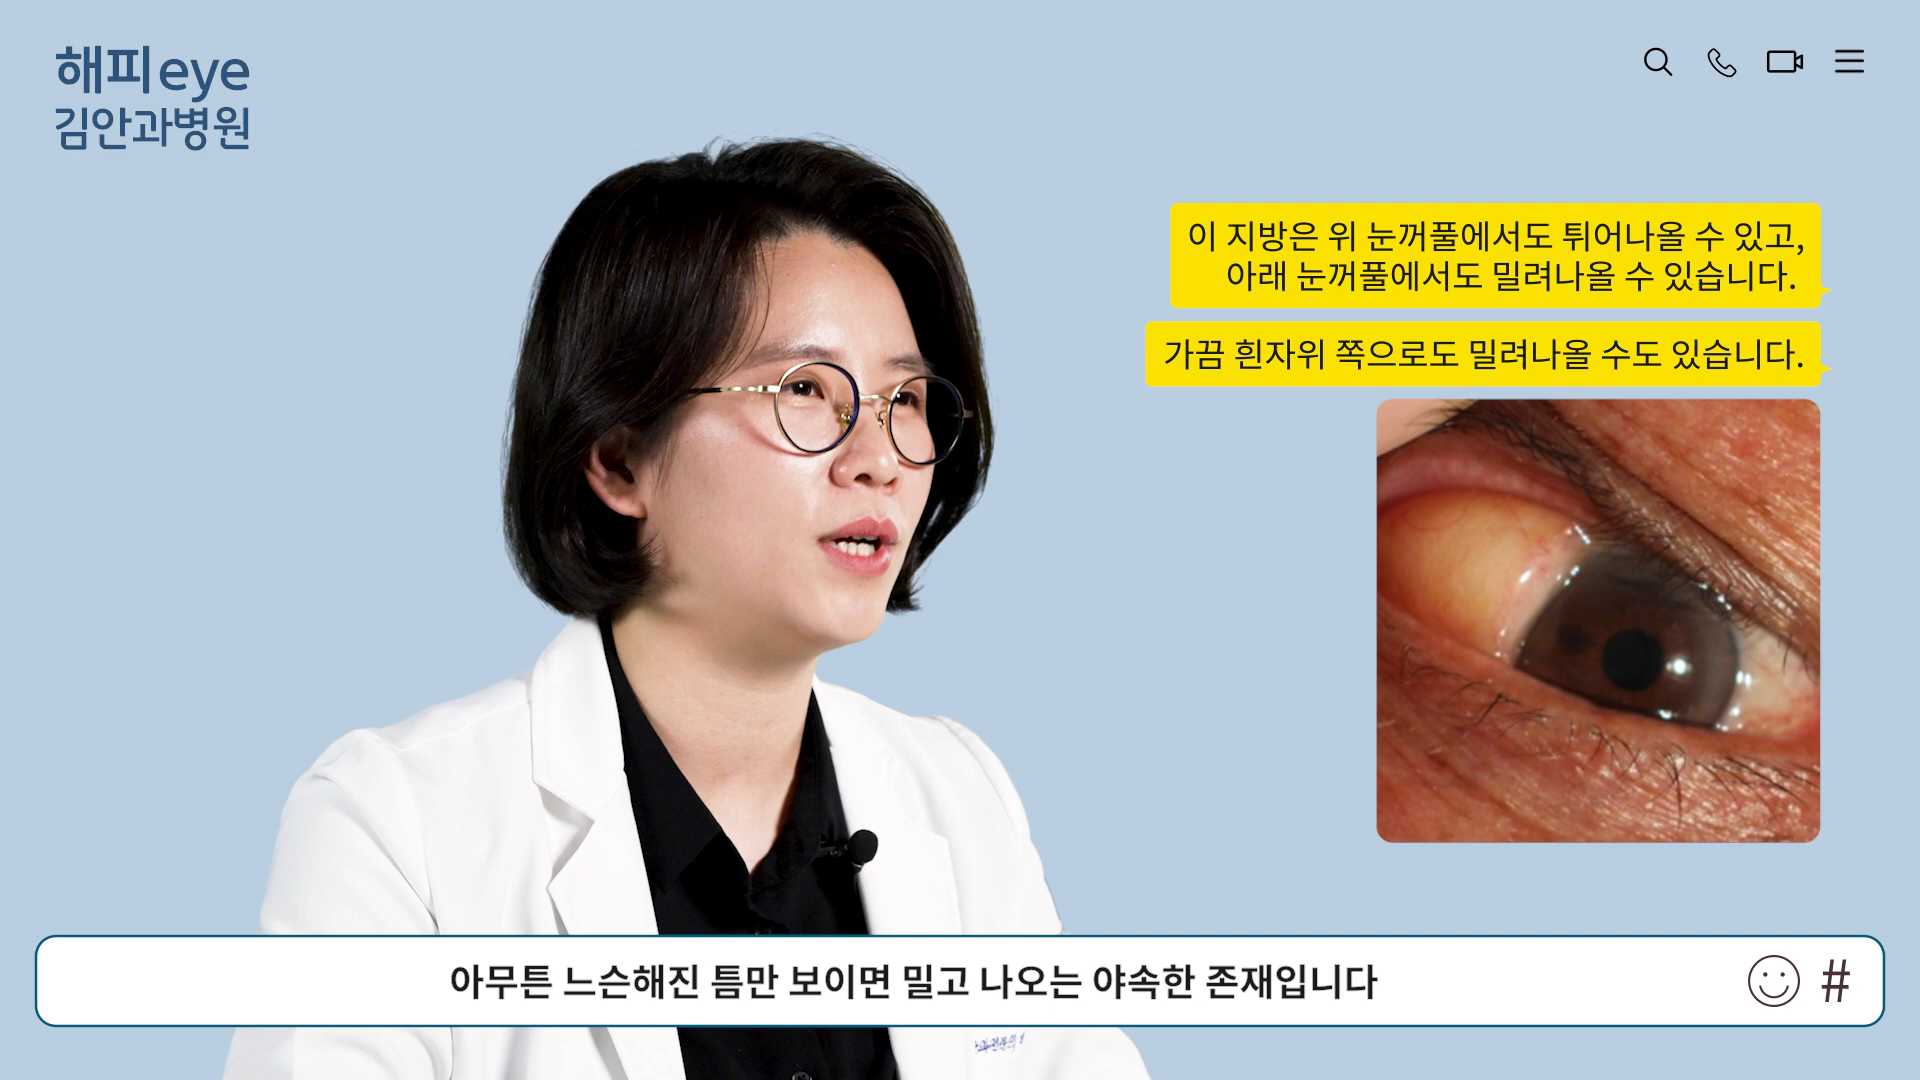 해피eye
김안과병원
이 지방은 위 눈꺼풀에서도 튀어나올 수 있고,
아래 눈꺼풀에서도 밀려나올 수 있습니다.
가끔 흰자위 쪽으로도 밀려나올 수도 있습니다.
아무튼 느슨해진 틈만 보이면 밀고 나오는 야속한 존재입니다
#